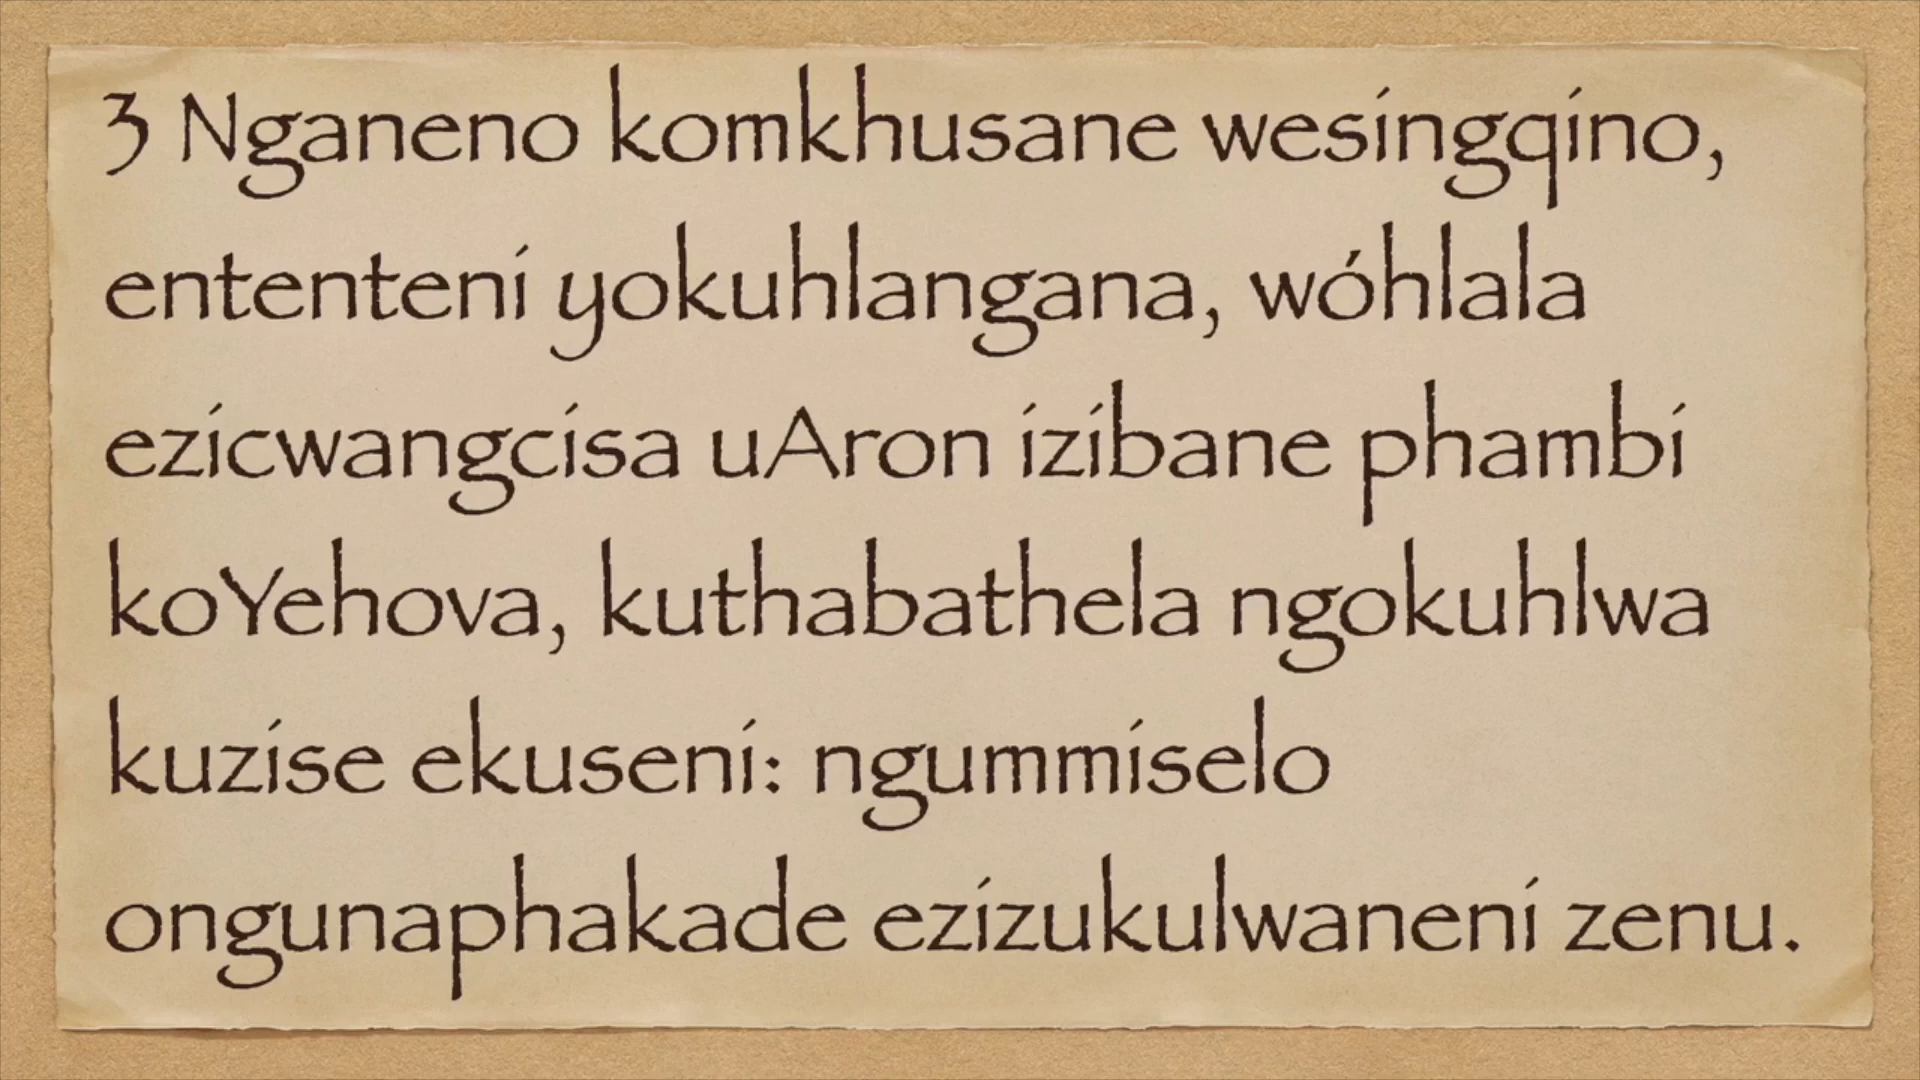 3 Nganeno komkhusane wesingqino,
ententeni yokuhlangana, wóhlala
ezicwangcisa uAron izibane phambi
koYehova, kuthabathela ngokuhlwa
kuzise ekuseni: ngummiselo
ongunaphakade ezizukulwaneni zenu.